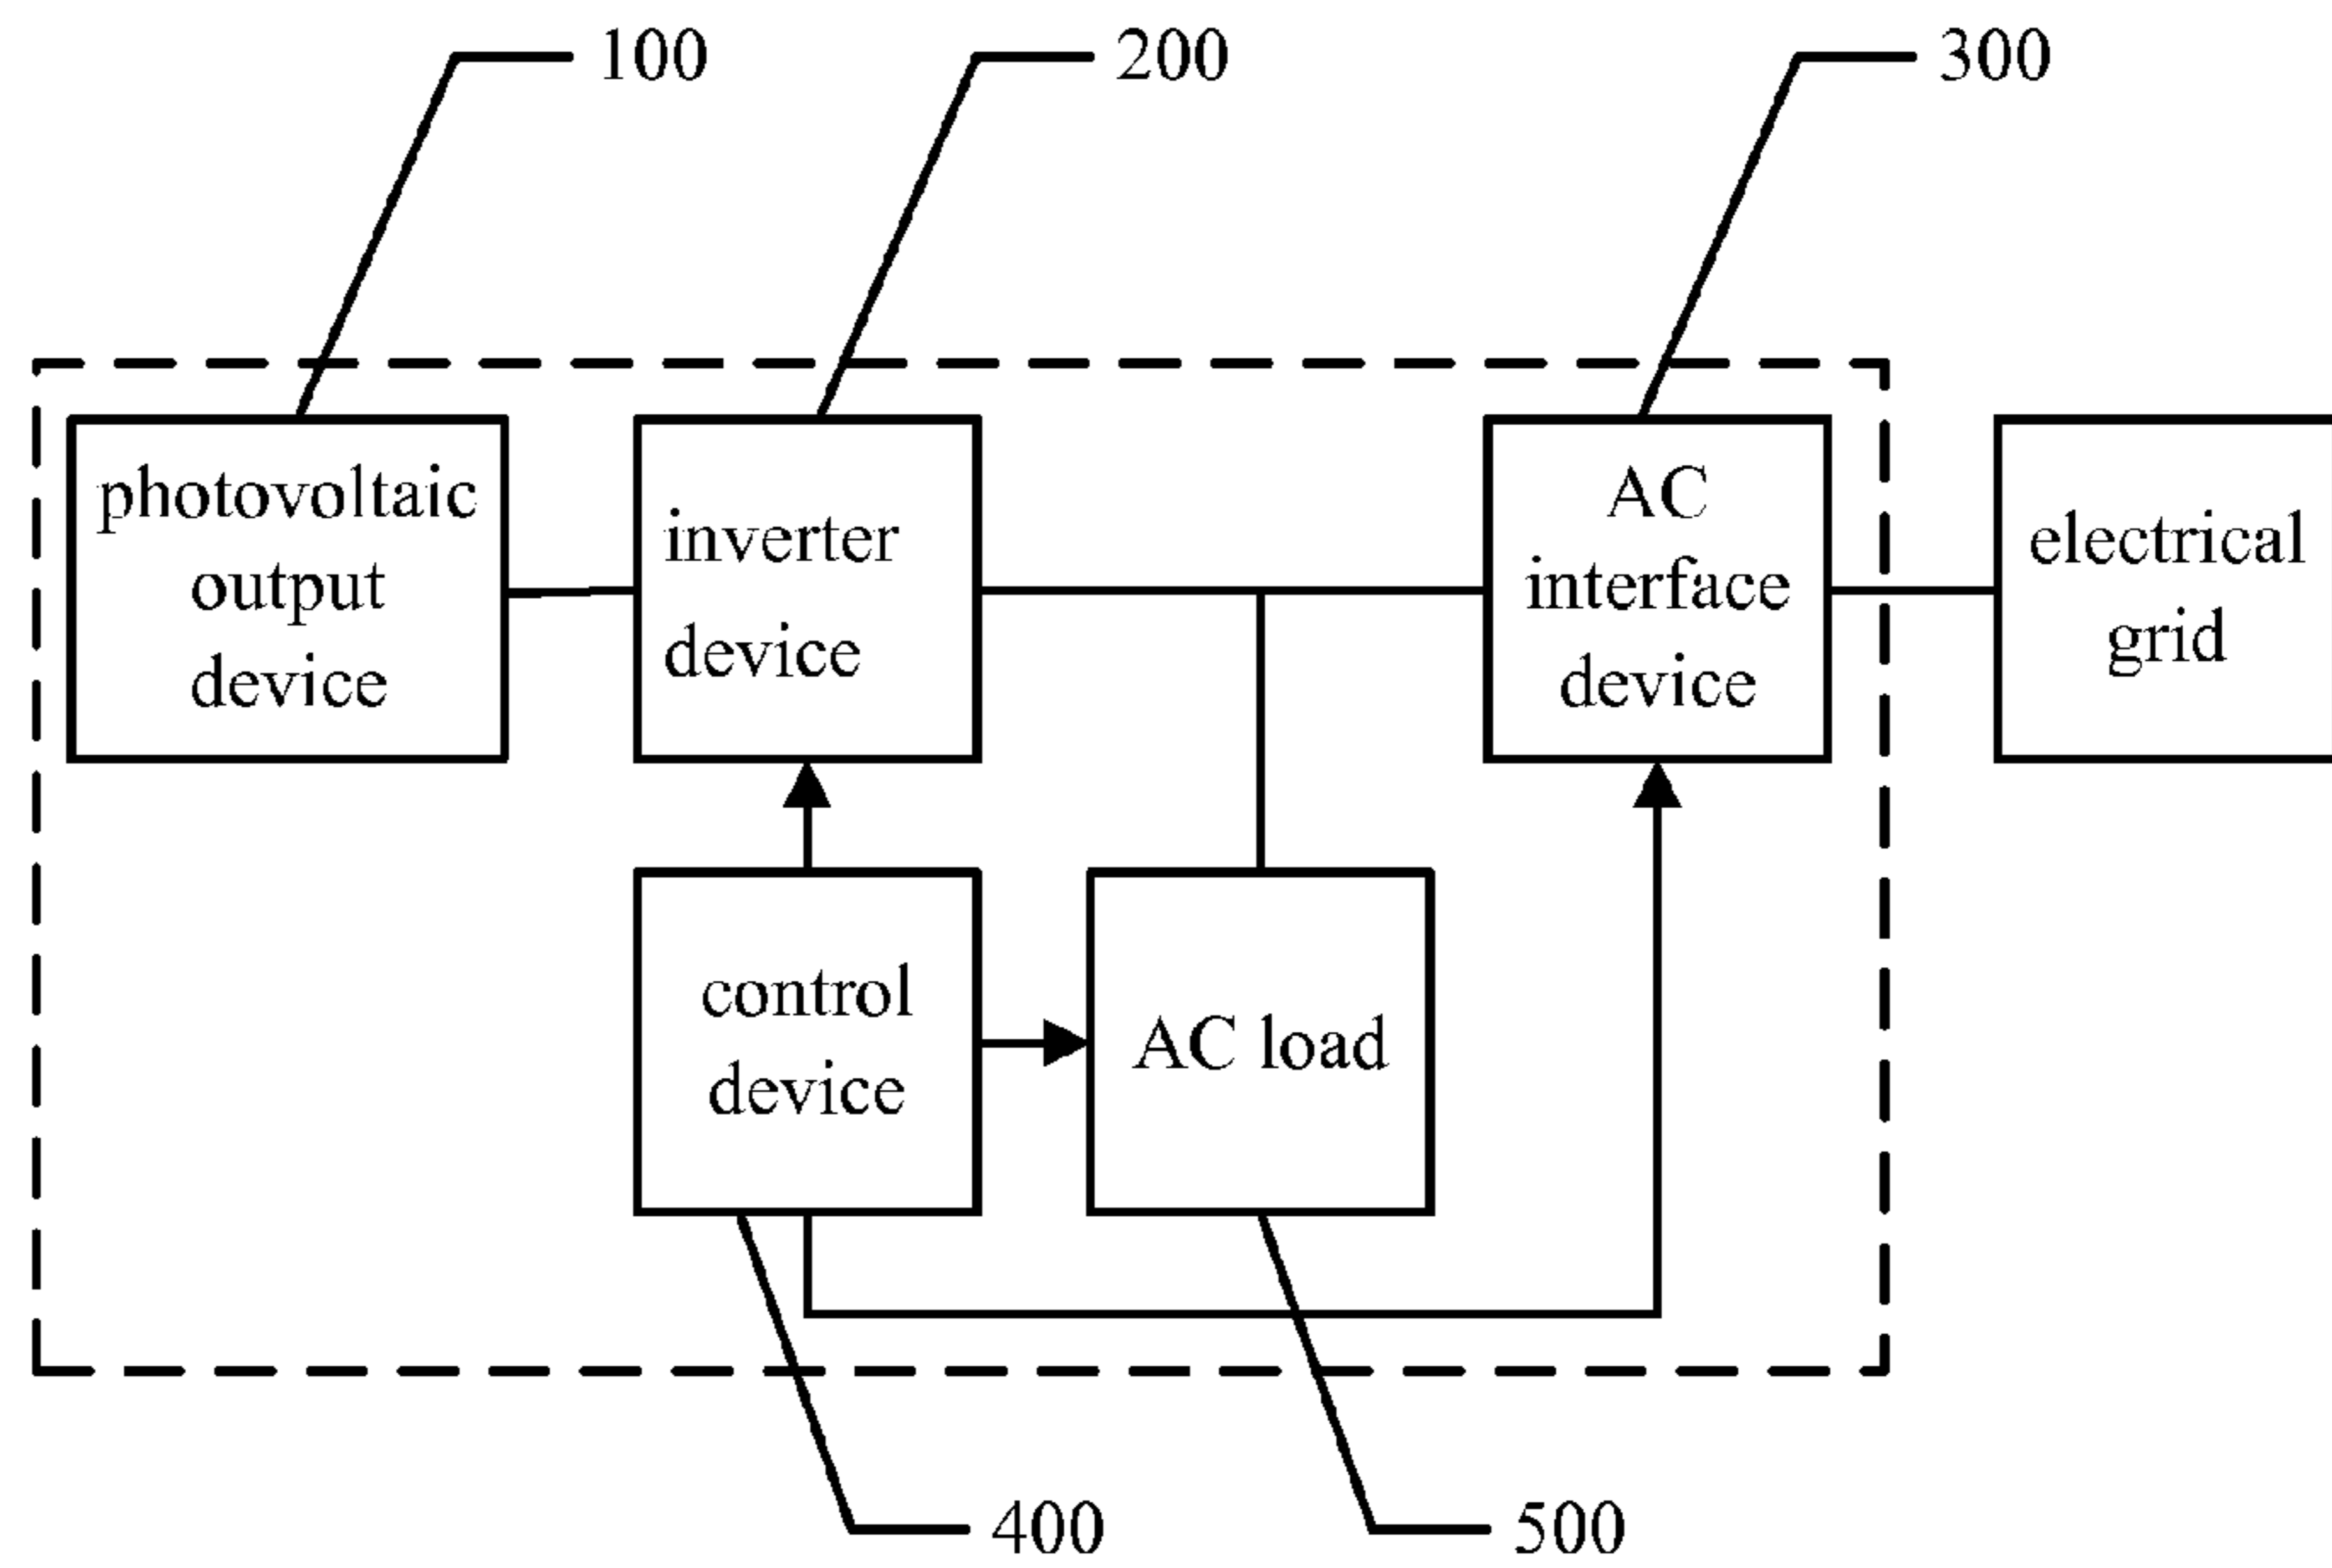 100
200
300
photovoltaic
output
device
inverter
device
AC
interface
device
electrical
grid
control
device
AC load
400
500